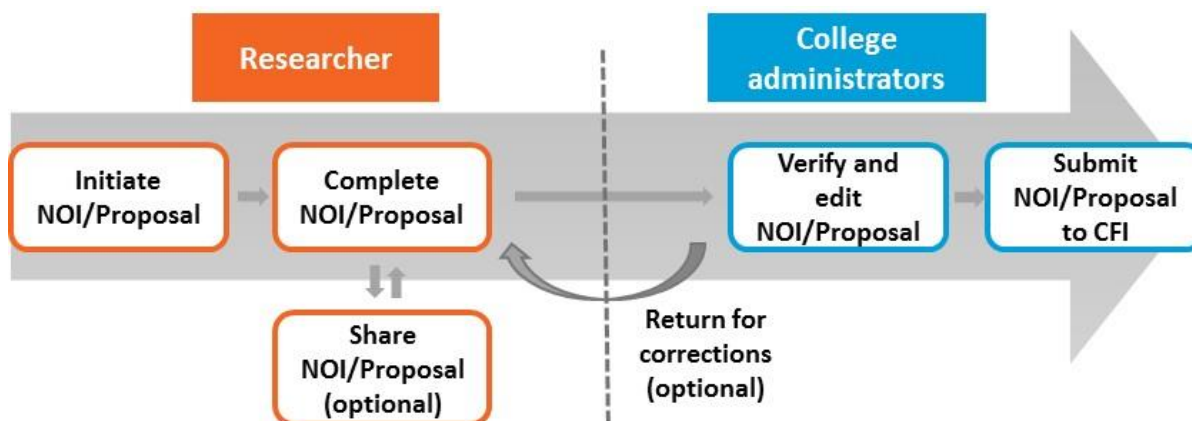 Researcher
College
administrators
Initiate
NOI/Proposal
Complete
NOI/Proposal
Verify and
edit
NOI/Proposal
Submit
NOI/Proposal
to CFI
Share
NOI/Proposal
(optional)
Return for
corrections
(optional)